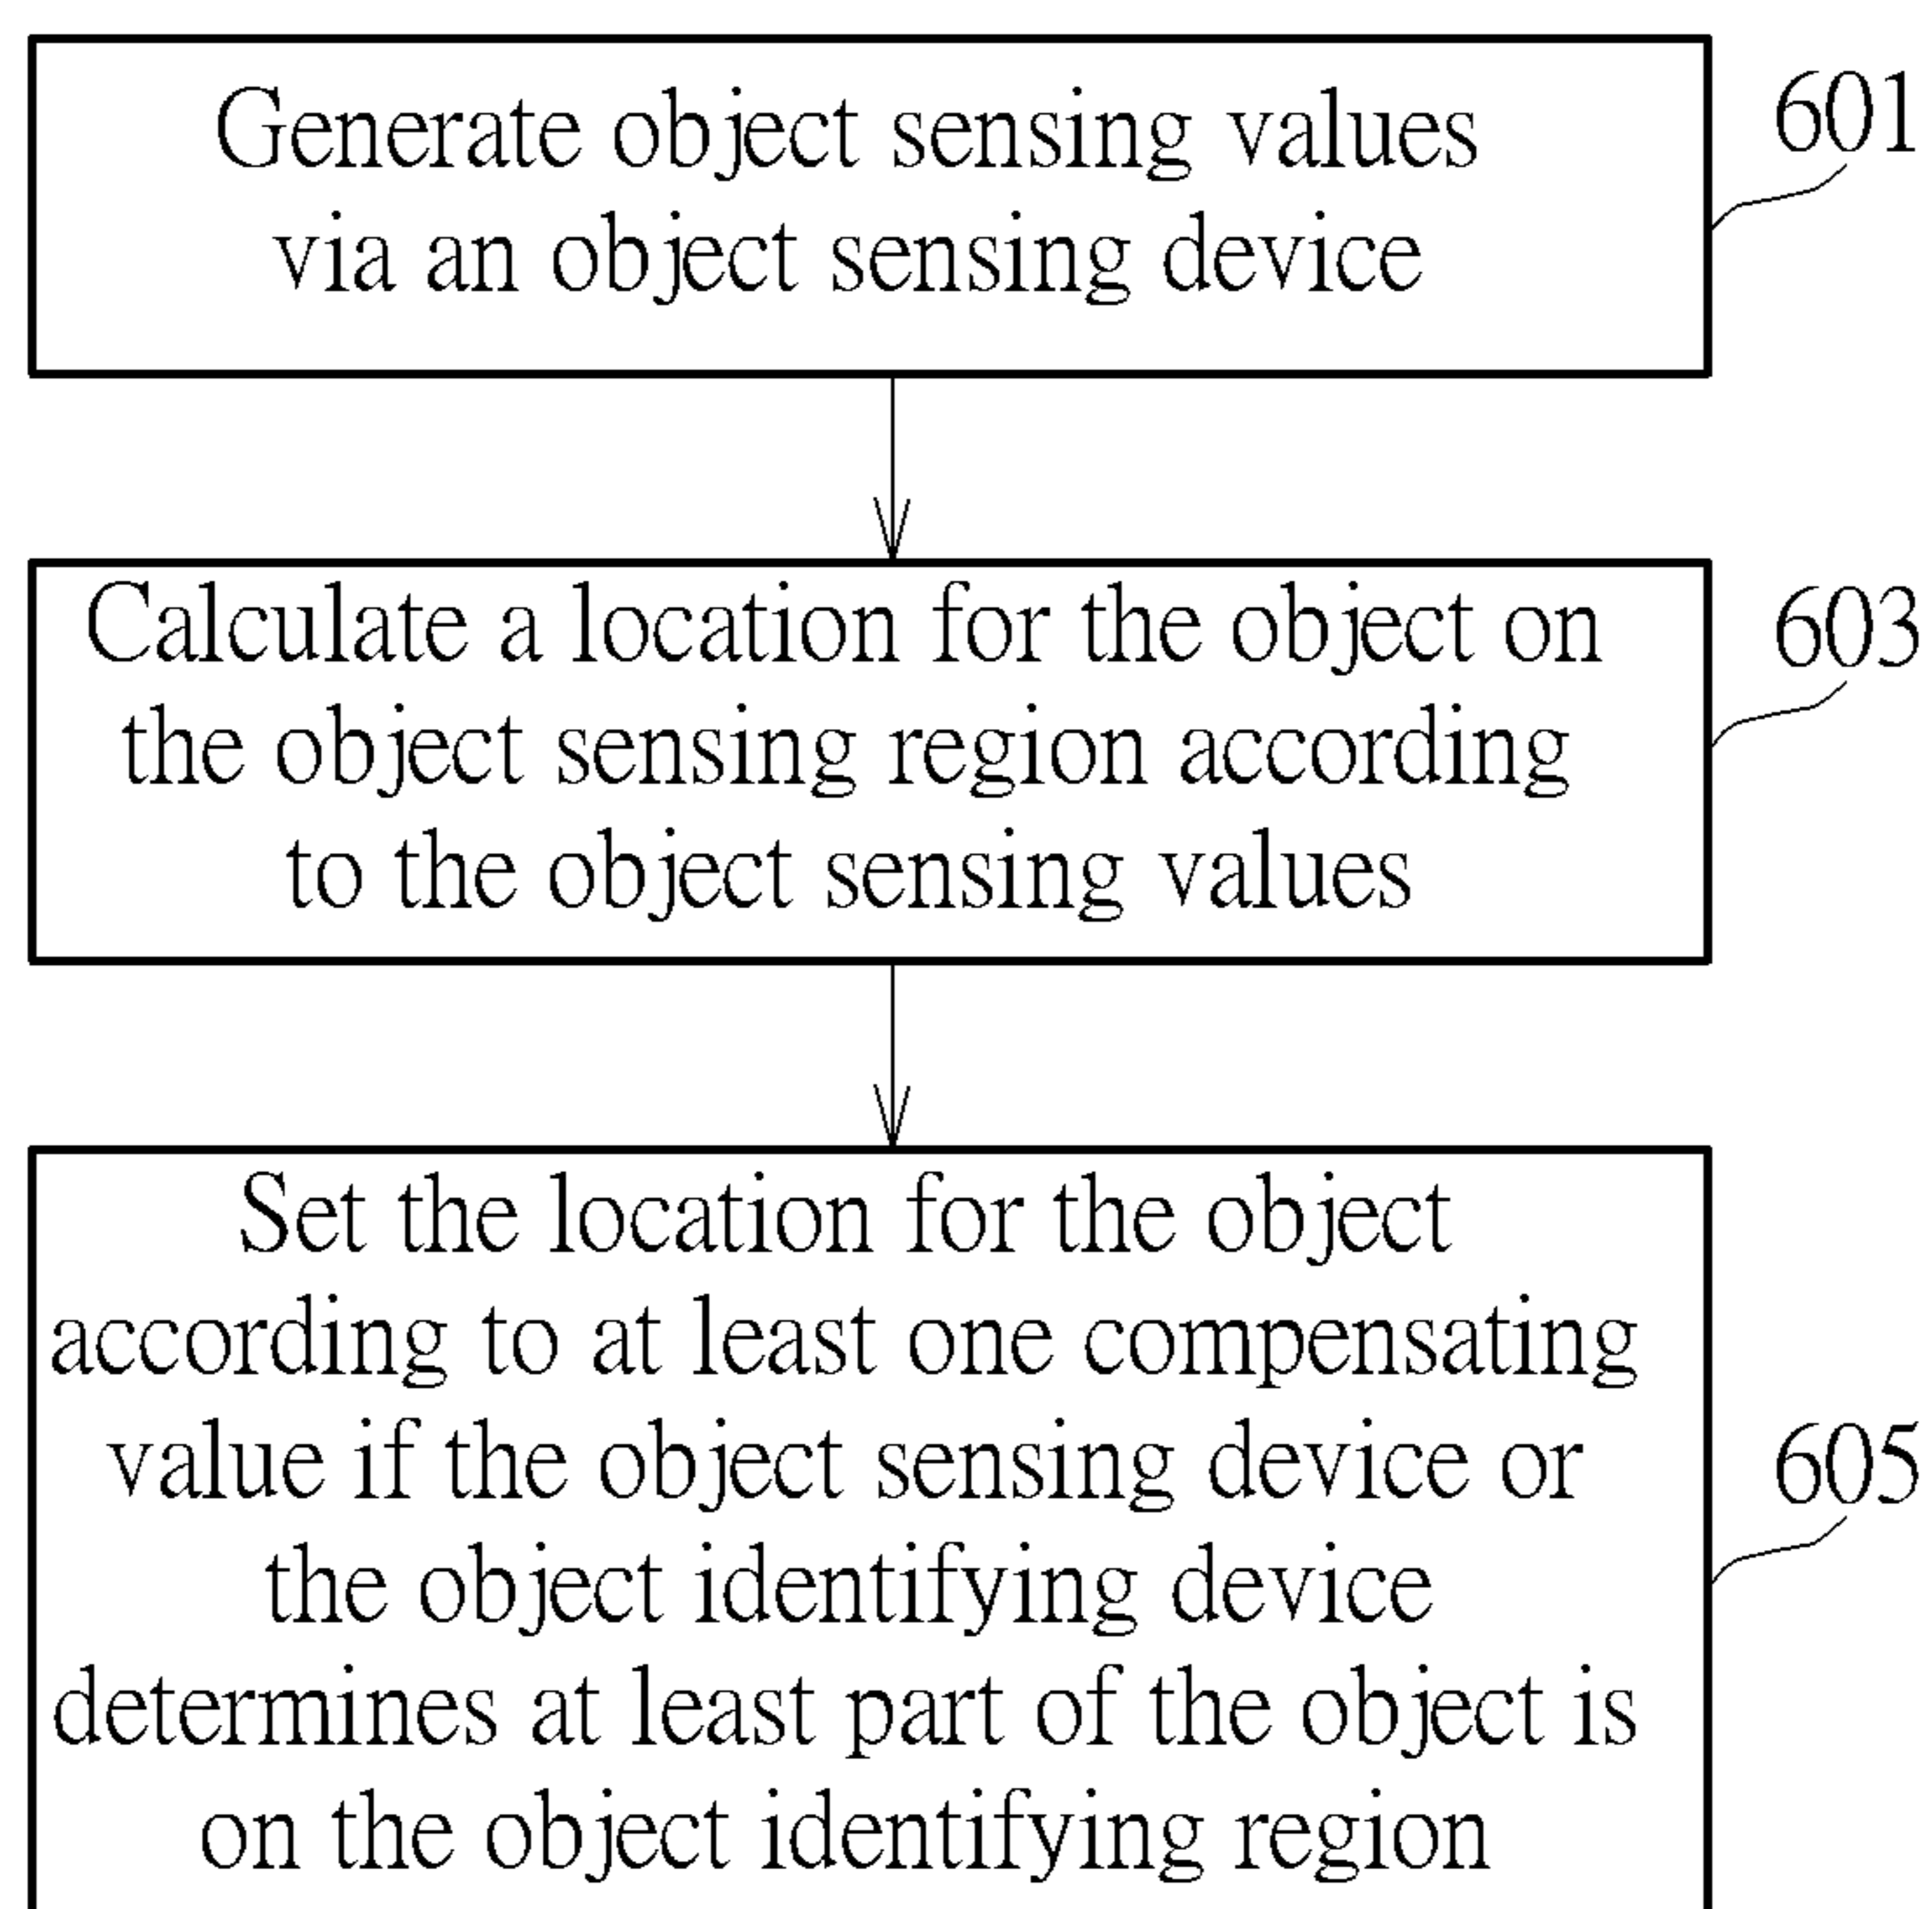 Generate object sensing values
via an object sensing device
601
Calculate a location for the object on
the object sensing region according
to the object sensing values
603
Set the location for the object
according to at least one compensating
value if the object sensing device or
the object identifying device
determines at least part of the object is
on the object identifying region
605